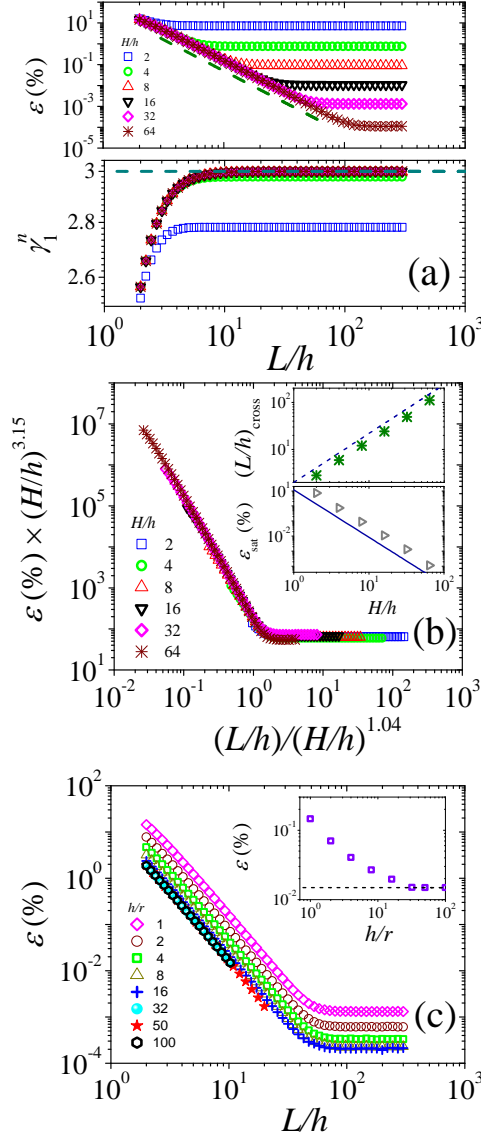 10^1
10^-1
10^-3
10^-5
ε (%)
H/h
2
4
8
16
32
64
3
2.8
2.6
γ_1^n
(a)
10^0 10^1 10^2 10^3
L/h
10^7
10^5
10^3
10^1
ε (%) × (H/h)^3.15
H/h
2
4
8
16
32
64
10^2
10^1
(L/h)_cross
10^0
10^-2
ε_sat (%)
10^0 10^1 10^2
H/h
(b)
10^-2 10^-1 10^0 10^1 10^2 10^3
(L/h)/(H/h)^1.04
10^2
10^0
10^-2
10^-4
ε (%)
h/r
1
2
4
8
16
32
50
100
10^-1
10^-2
ε (%)
10^0 10^1 10^2
h/r
(c)
10^0 10^1 10^2 10^3
L/h